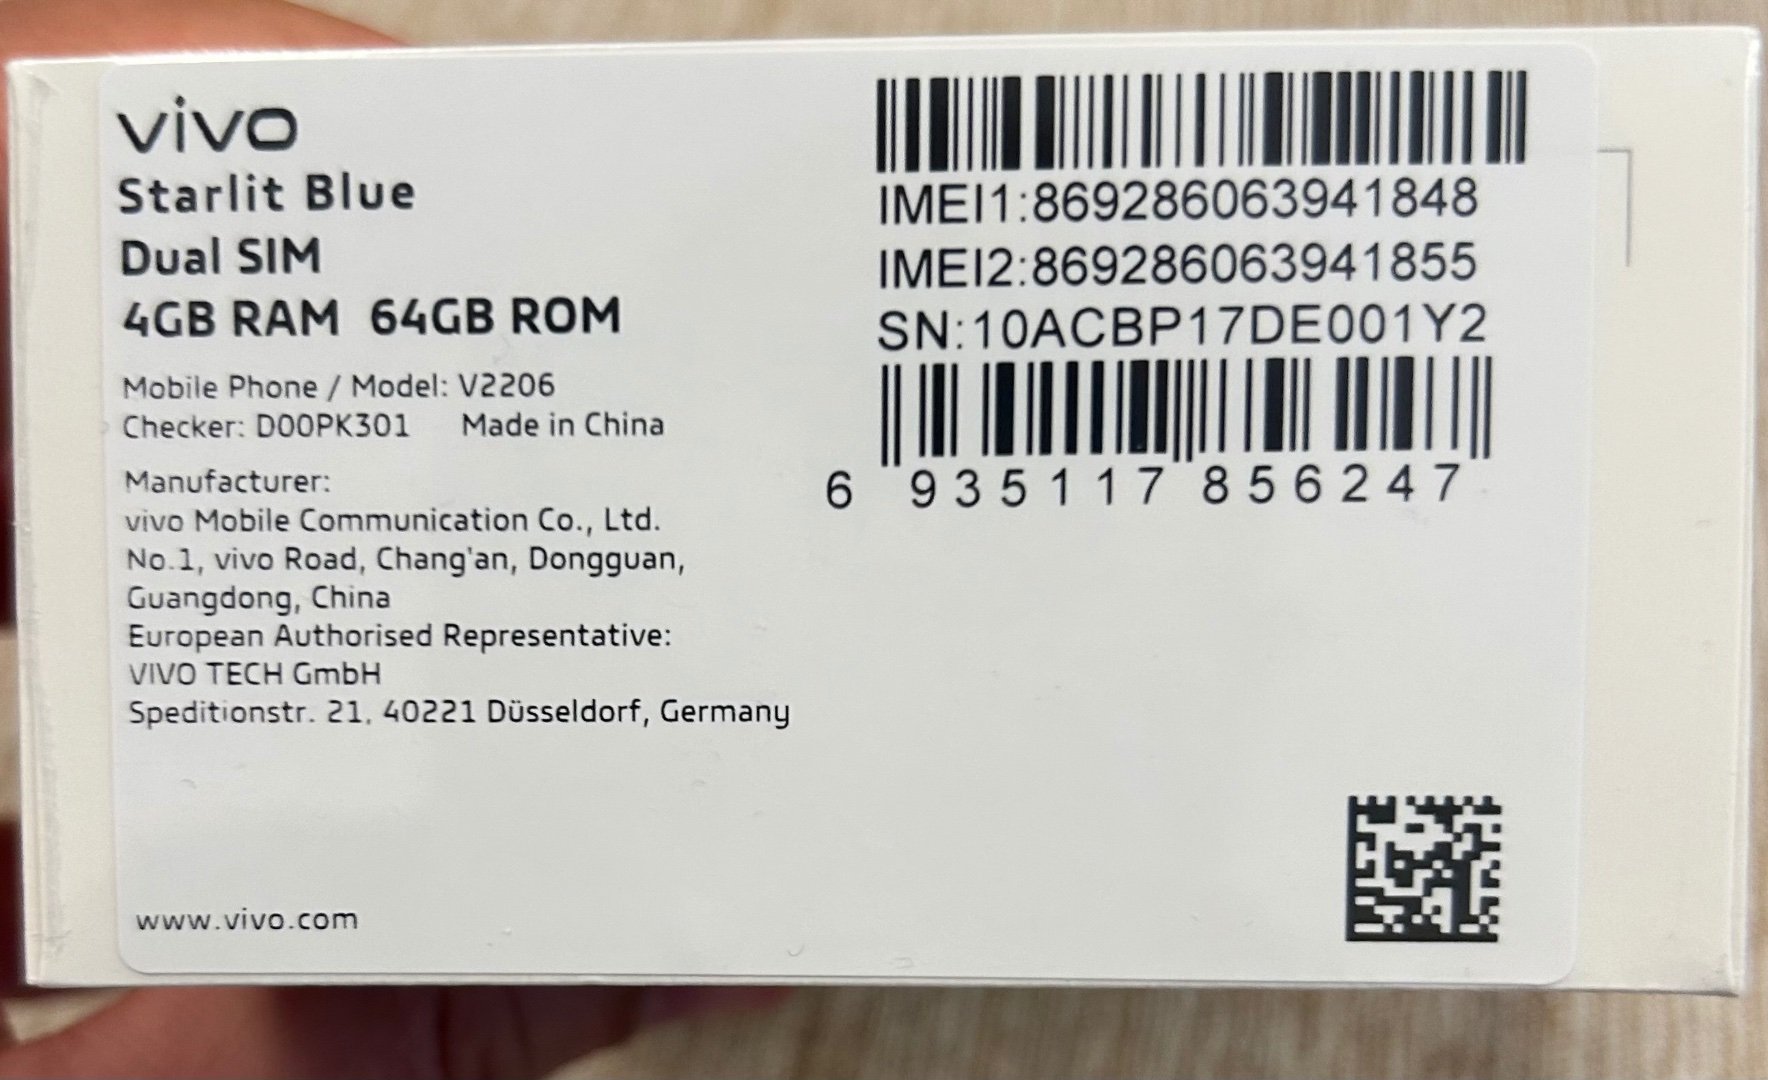 vivo
Starlit Blue
Dual SIM
4GB RAM 64GB ROM
Mobile Phone / Model: V2206
Checker: D00PK301 Made in China
Manufacturer:
vivo Mobile Communication Co., Ltd.
No.1, vivo Road, Chang'an, Dongguan,
Guangdong, China
European Authorised Representative:
VIVO TECH GmbH
Speditionstr. 21, 40221 Düsseldorf, Germany
www.vivo.com
IMEI1:869286063941848
IMEI2:869286063941855
SN:10ACBP17DE001Y2
6 935117 856247